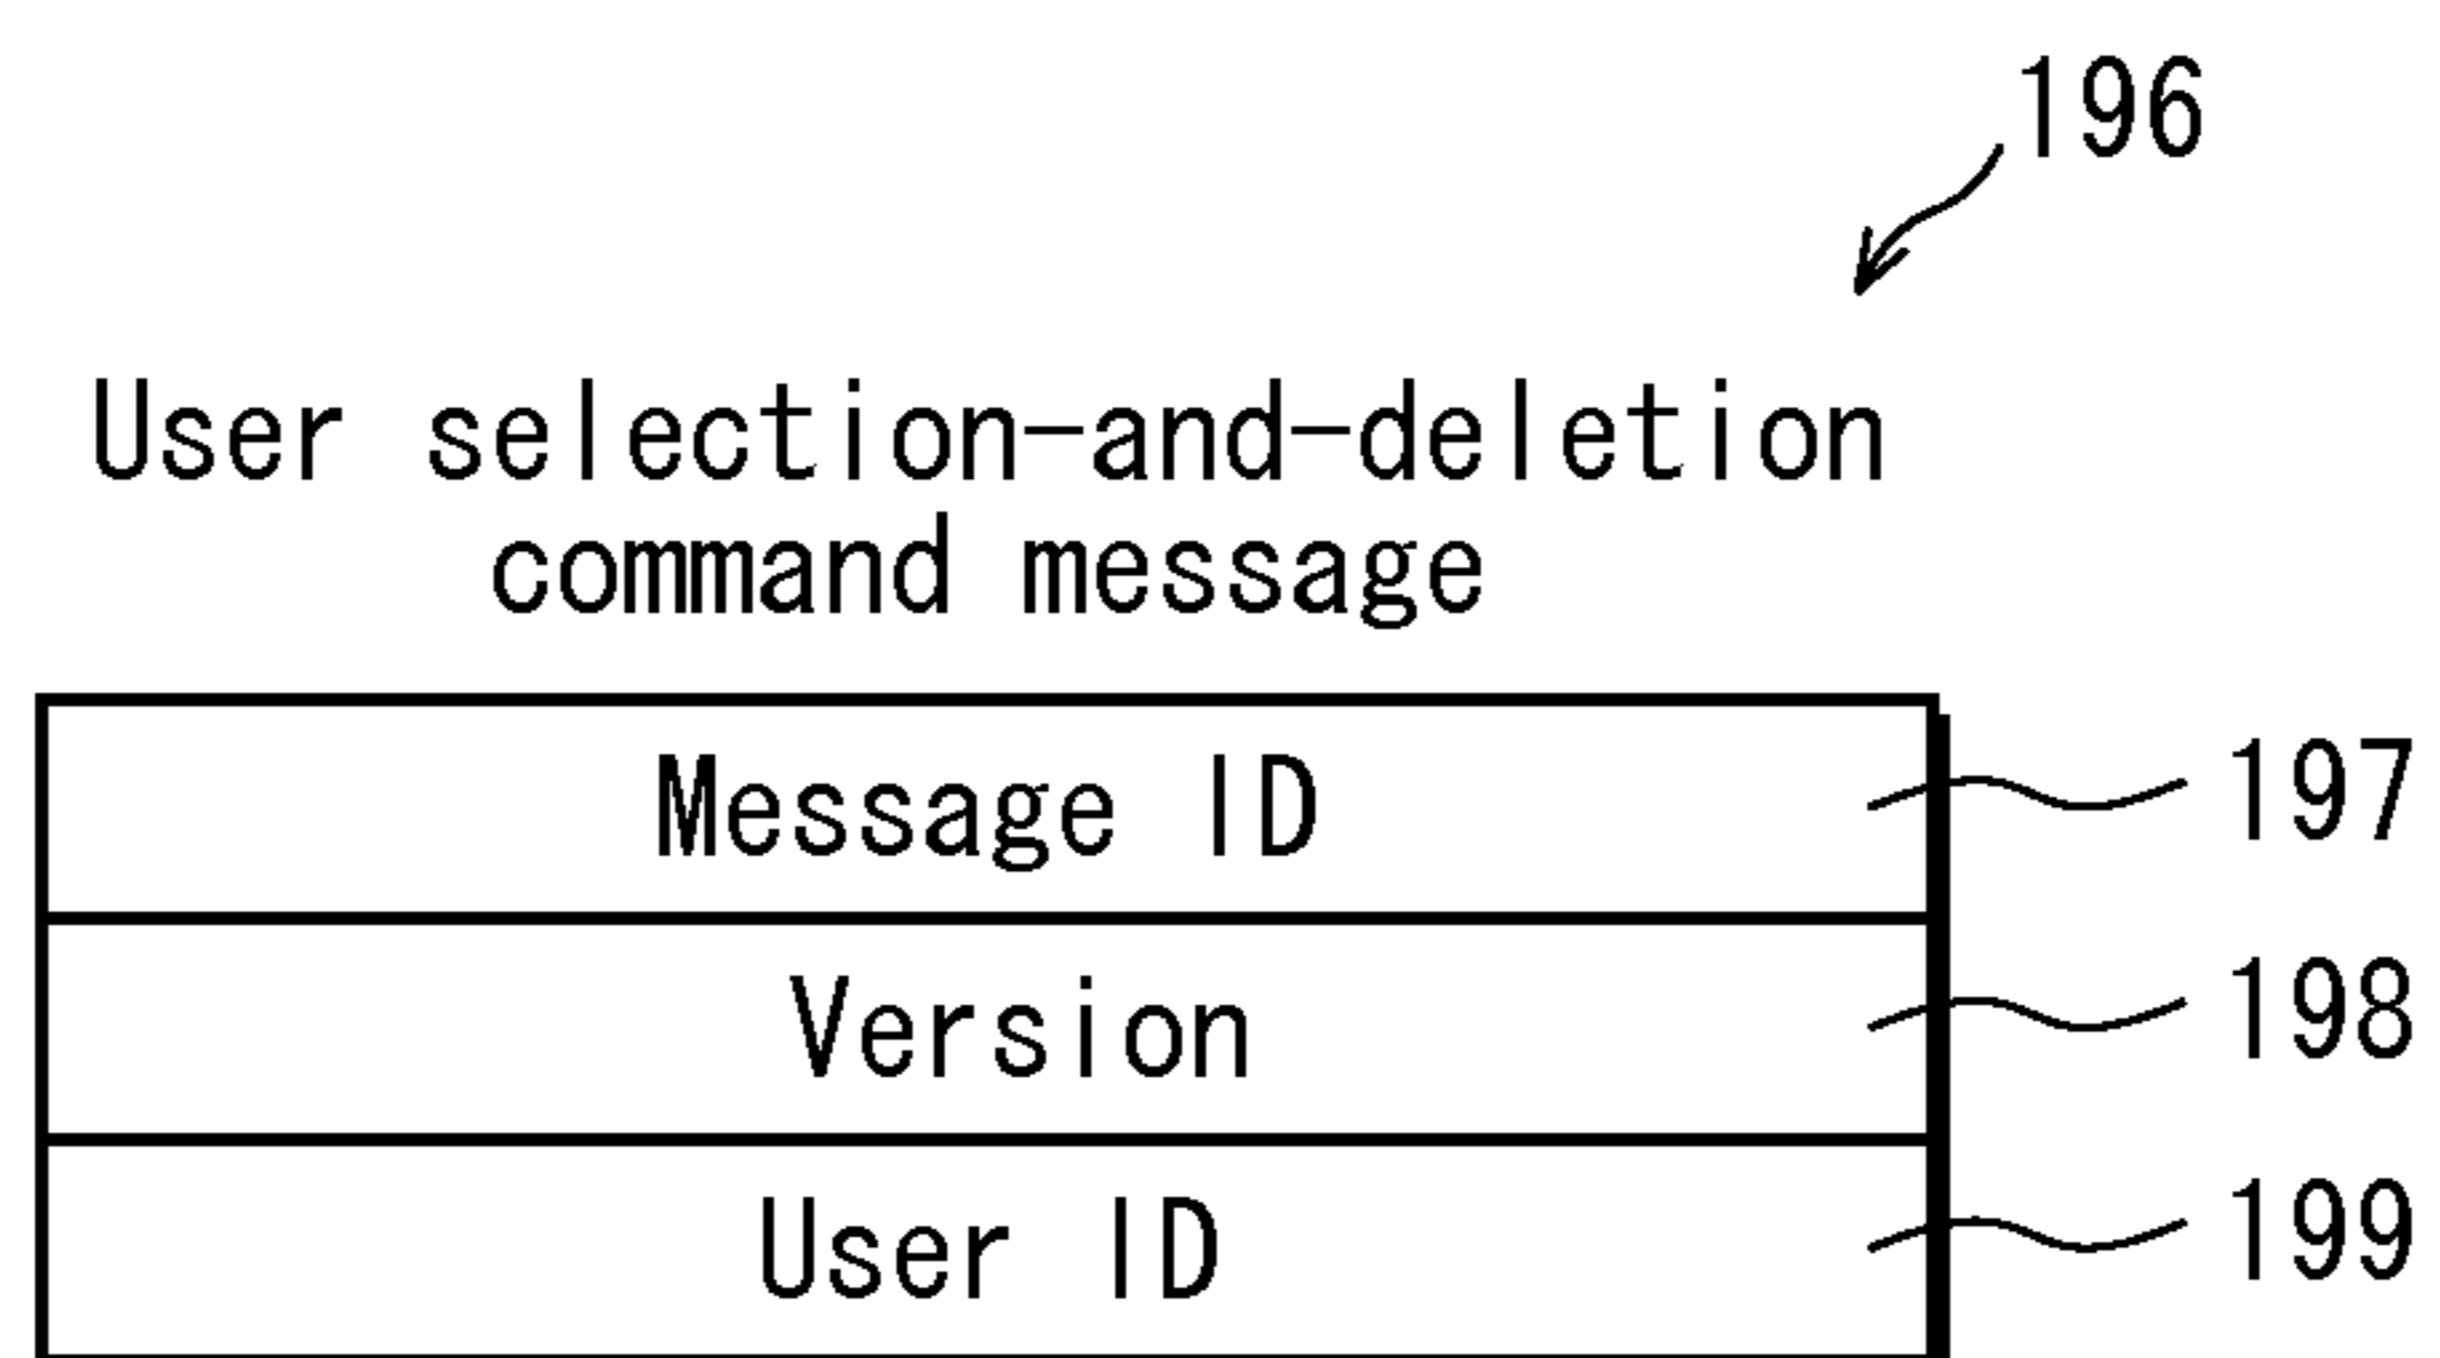 196
User selection-and-deletion
command message
Message ID 197
Version 198
User ID 199